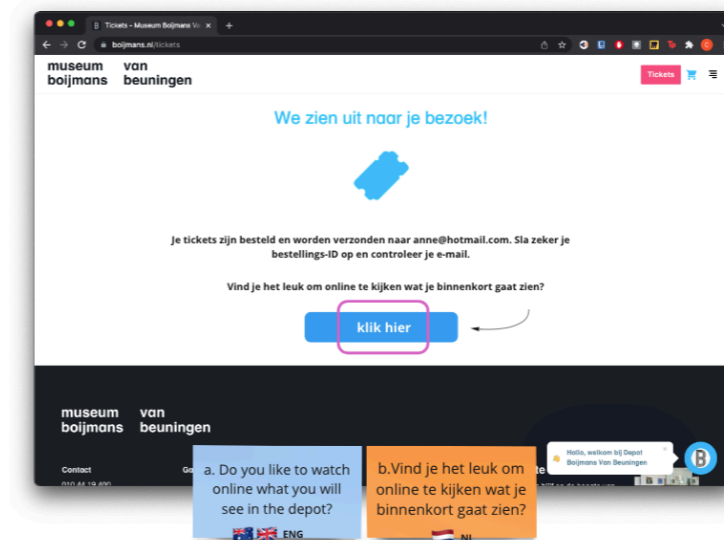 Tickets - Museum Boijmans Va
boijmans.nl/tickets
museum van
boijmans beuningen
Tickets
We zien uit naar je bezoek!
Je tickets zijn besteld en worden verzonden naar anne@hotmail.com. Sla zeker je
bestellings-ID op en controleer je e-mail.
Vind je het leuk om online te kijken wat je binnenkort gaat zien?
klik hier
museum van
boijmans beuningen
Hallo, welkom bij Depot
Boijmans Van Beuningen
B
Contact
a. Do you like to watch
online what you will
see in the depot?
ENG
b.Vind je het leuk om
online te kijken wat je
binnenkort gaat zien?
NL